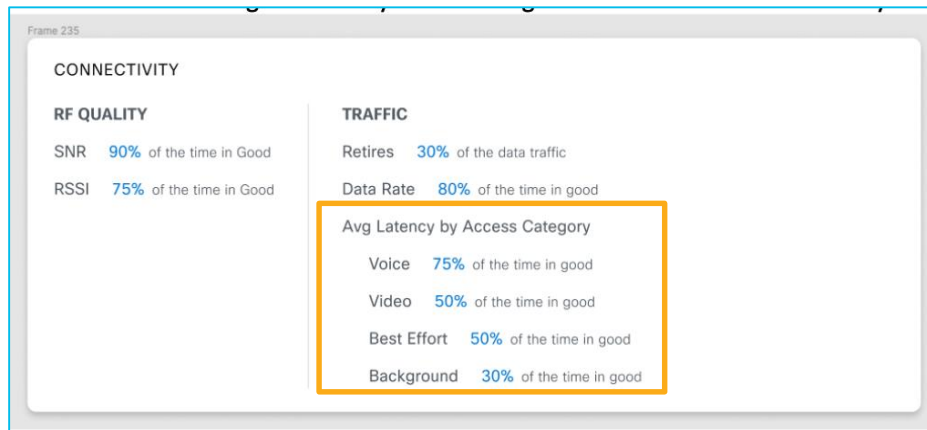 Frame 235
CONNECTIVITY
RF QUALITY
SNR 90% of the time in Good
RSSI 75% of the time in Good
TRAFFIC
Retires 30% of the data traffic
Data Rate 80% of the time in good
Avg Latency by Access Category
Voice 75% of the time in good
Video 50% of the time in good
Best Effort 50% of the time in good
Background 30% of the time in good